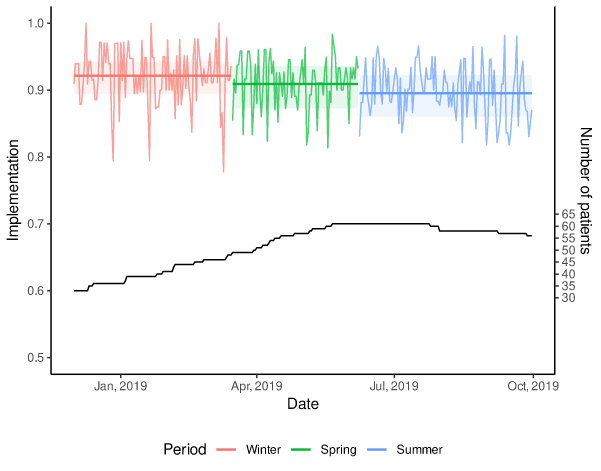 1.0
0.9
0.8
0.7
0.6
0.5
Implementation
65
60
55
50
45
40
35
30
Number of patients
Jan, 2019
Apr, 2019
Jul, 2019
Oct, 2019
Date
Period
Winter
Spring
Summer